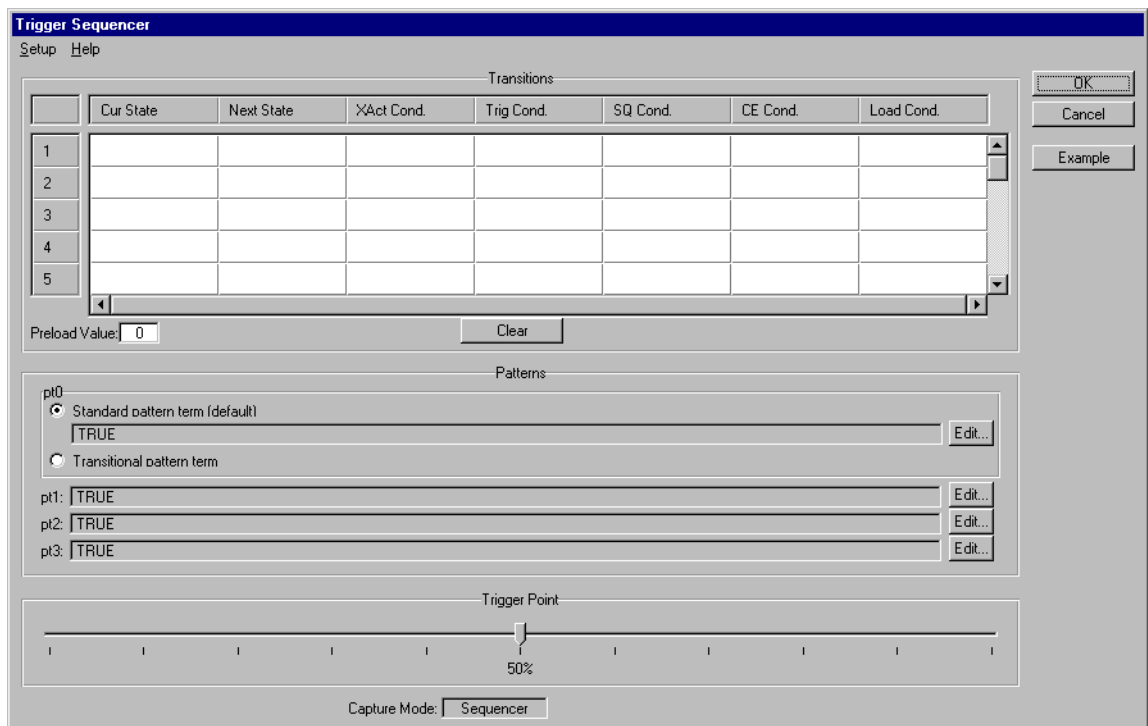 Trigger Sequencer
Setup Help
Transitions
Cur State Next State XAct Cond. Trig Cond. SQ Cond. CE Cond. Load Cond.
1
2
3
4
5
Preload Value: 0
Clear
OK
Cancel
Example
Patterns
pt0
Standard pattern term (default)
TRUE Edit...
Transitional pattern term
pt1: TRUE Edit...
pt2: TRUE Edit...
pt3: TRUE Edit...
Trigger Point
50%
Capture Mode: Sequencer